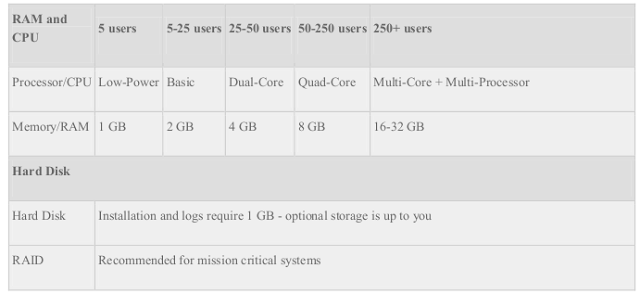 RAM and CPU 5 users 5-25 users 25-50 users 50-250 users 250+ users
Processor/CPU Low-Power Basic Dual-Core Quad-Core Multi-Core + Multi-Processor
Memory/RAM 1 GB 2 GB 4 GB 8 GB 16-32 GB
Hard Disk
Hard Disk Installation and logs require 1 GB - optional storage is up to you
RAID Recommended for mission critical systems